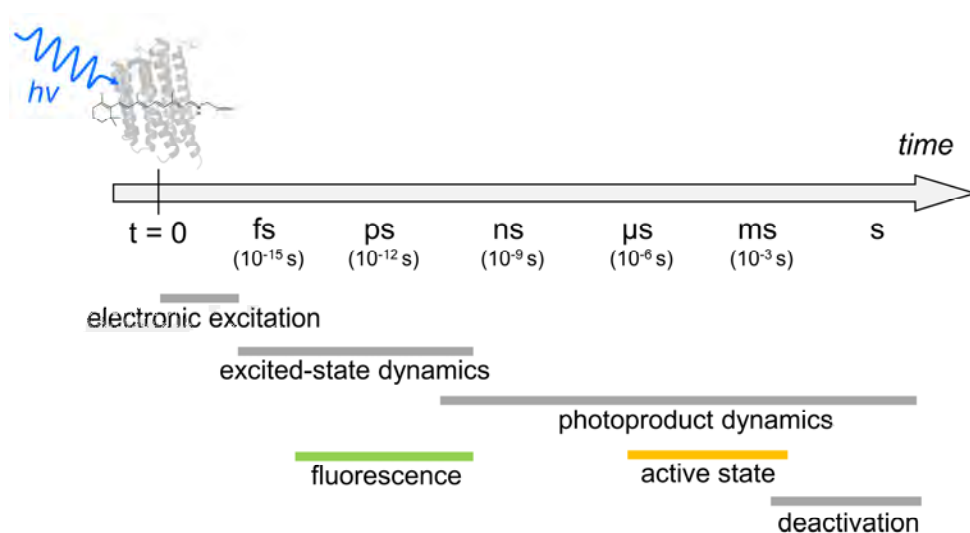 hν
time
t = 0 fs ps ns μs ms s
(10⁻¹⁵ s) (10⁻¹² s) (10⁻⁹ s) (10⁻⁶ s) (10⁻³ s)
electronic excitation
excited-state dynamics
photoproduct dynamics
fluorescence active state
deactivation